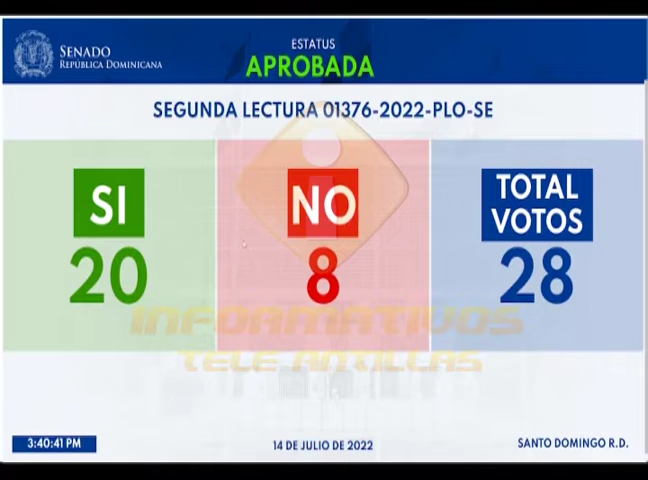 SENADO
REPÚBLICA DOMINICANA
ESTATUS
APROBADA
SEGUNDA LECTURA 01376-2022-PLO-SE
SI
20
NO
8
TOTAL
VOTOS
28
INFORMATIVOS
TELE ANTILLAS
3:40:41 PM
14 DE JULIO DE 2022
SANTO DOMINGO R.D.